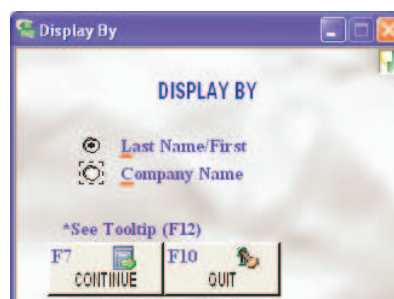 Display By
DISPLAY BY
Last Name/First
Company Name
*See Tooltip (F12)
F7 F10
CONTINUE QUIT